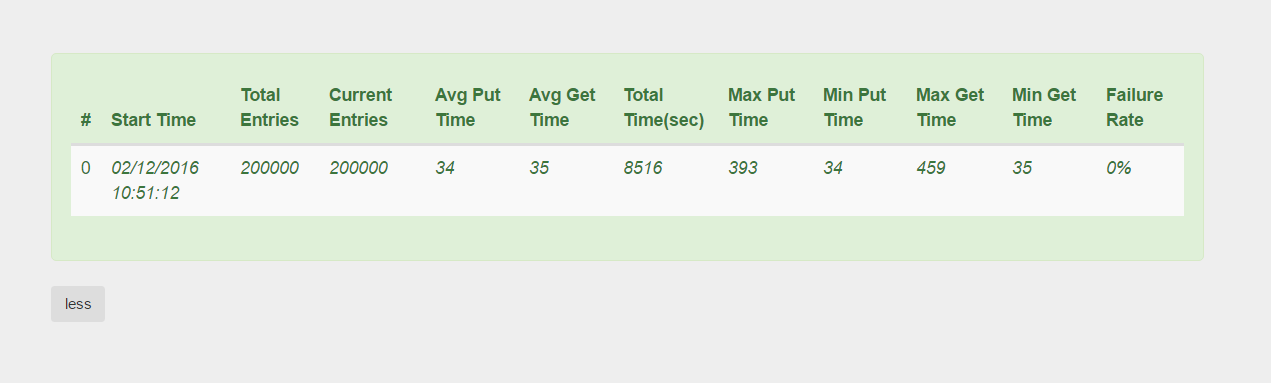 # Start Time Total Entries Current Entries Avg Put Time Avg Get Time Total Time(sec) Max Put Time Min Put Time Max Get Time Min Get Time Failure Rate
0 02/12/2016 10:51:12 200000 200000 34 35 8516 393 34 459 35 0%
less